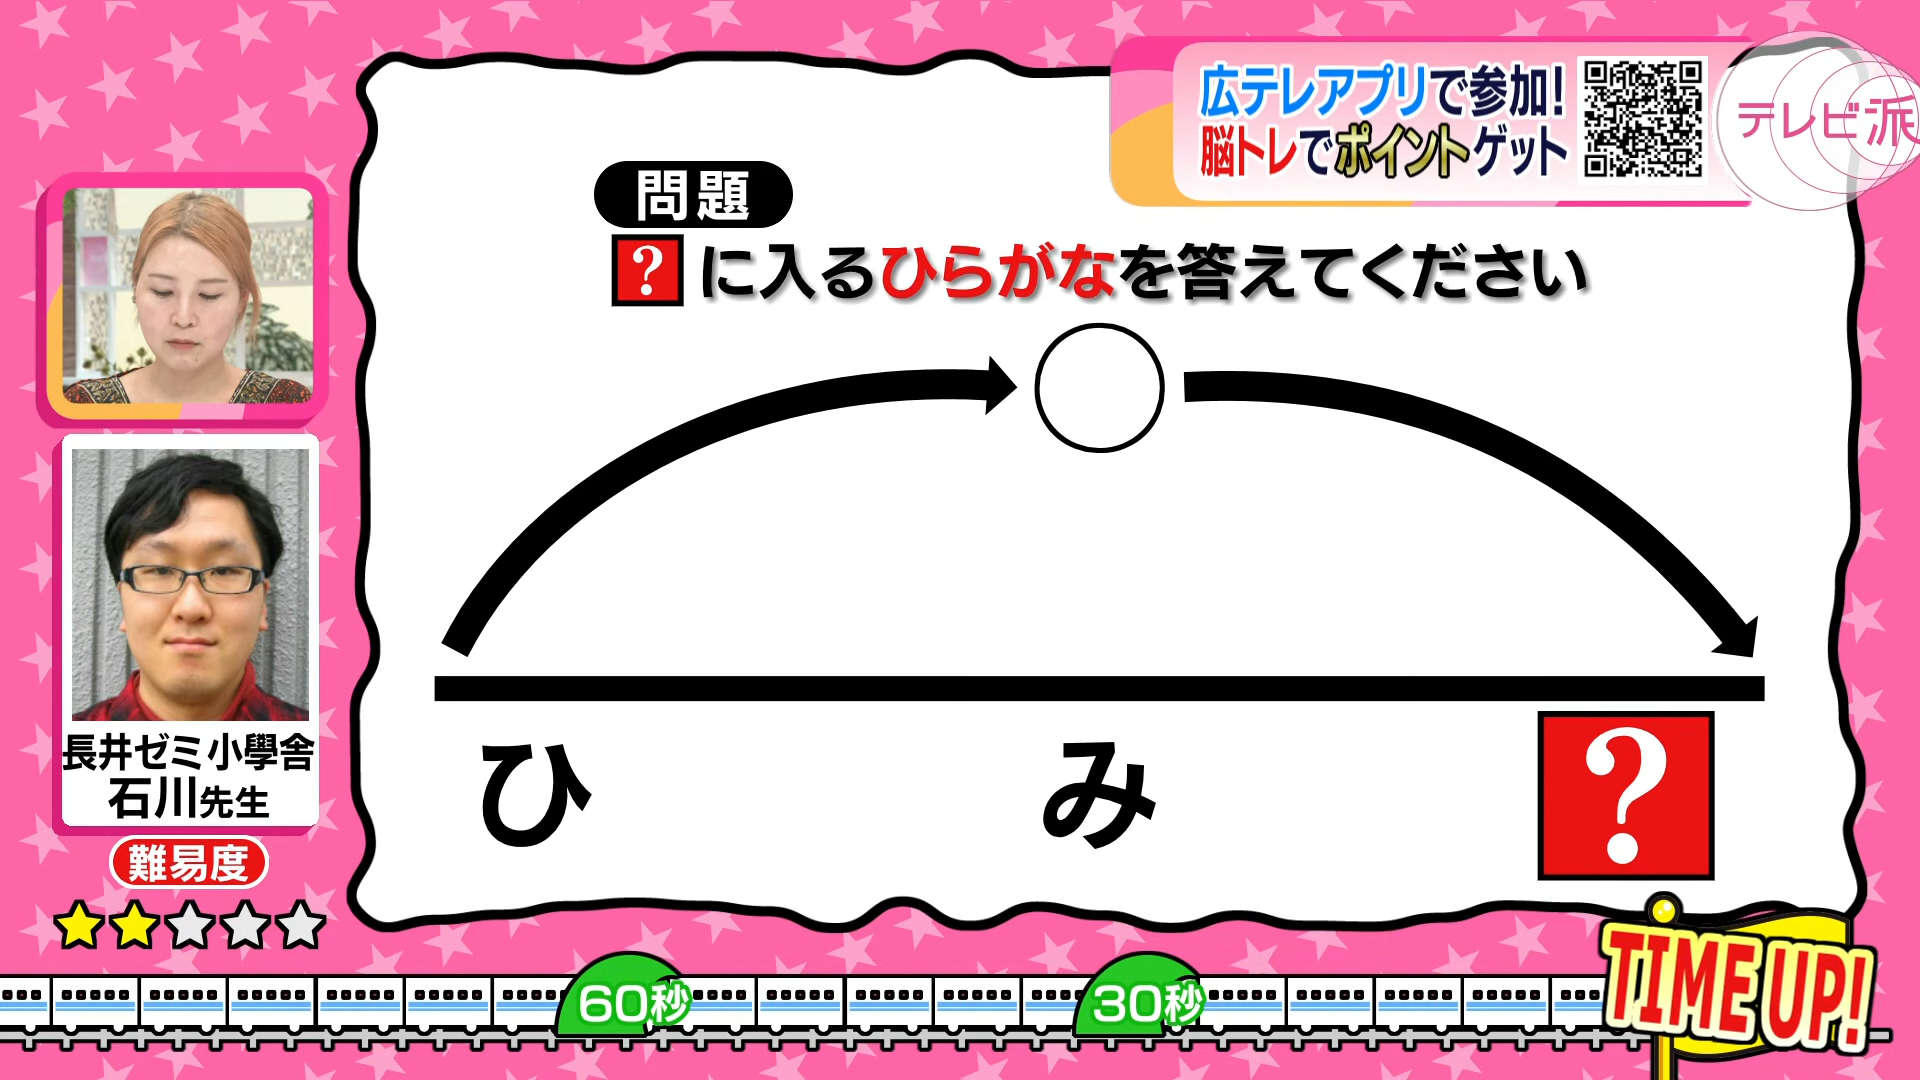 広テレアプリで参加!
脳トレでポイントゲット
テレビ派
問題
? に入るひらがなを答えてください
ひ み ?
長井ゼミ小學舎
石川先生
難易度
60秒
30秒
TIME UP!